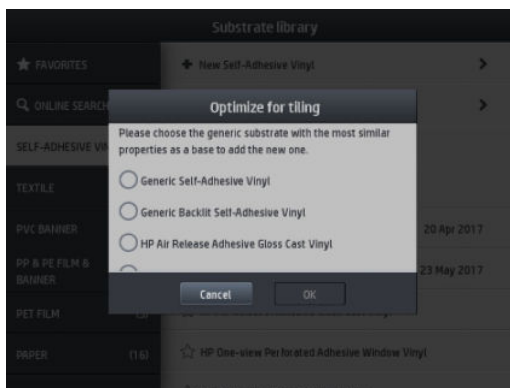 Substrate library
★ FAVORITES
+ New Self-Adhesive Vinyl
ONLINE SEARCH
SELF-ADHESIVE VIN
TEXTILE
PVC BANNER
20 Apr 2017
PP & PE FILM &
BANNER
23 May 2017
PET FILM
PAPER (16)
☆ HP One-view Perforated Adhesive Window Vinyl
Optimize for tiling
Please choose the generic substrate with the most similar
properties as a base to add the new one.
Generic Self-Adhesive Vinyl
Generic Backlit Self-Adhesive Vinyl
HP Air Release Adhesive Gloss Cast Vinyl
Cancel OK